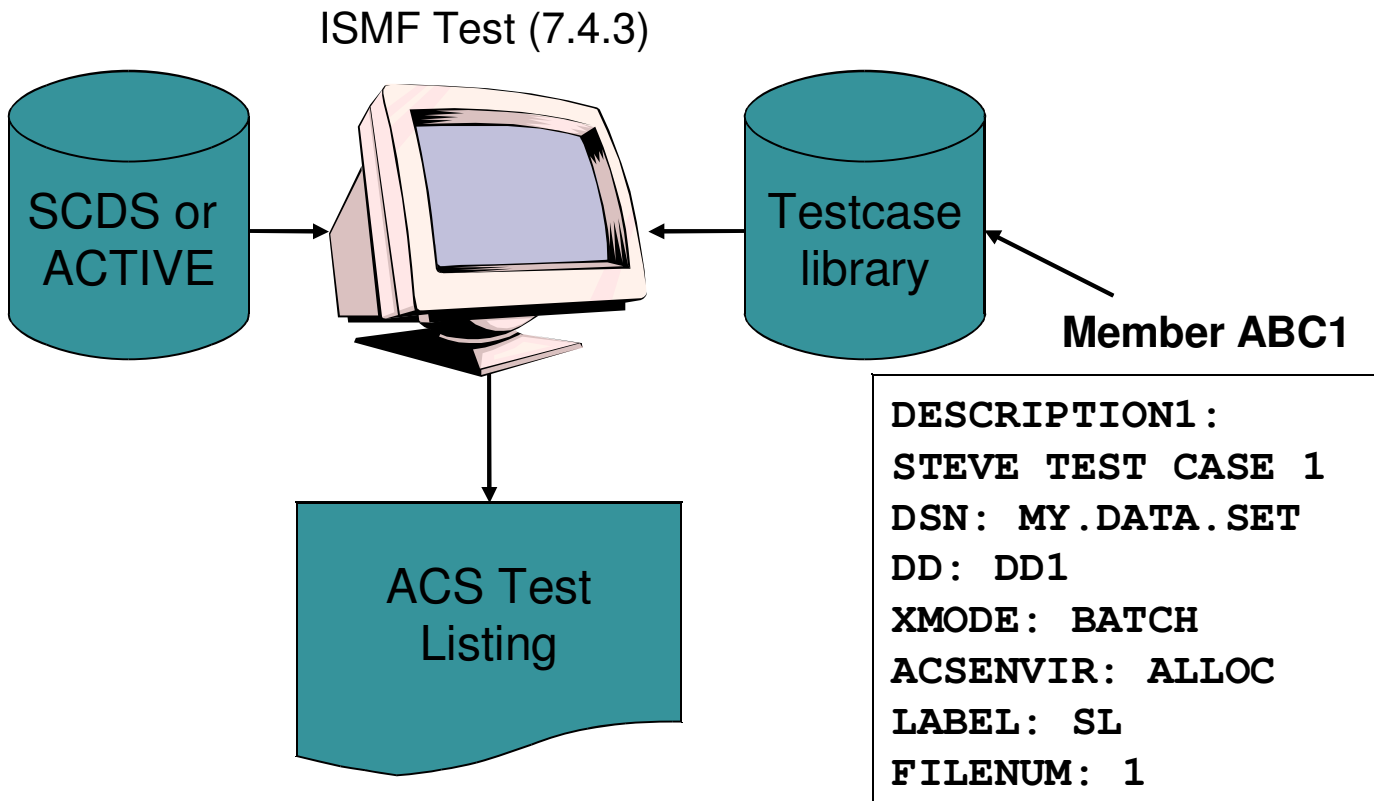 ISMF Test (7.4.3)
SCDS or
ACTIVE
Testcase
library
Member ABC1
DESCRIPTION1:
STEVE TEST CASE 1
DSN: MY.DATA.SET
DD: DD1
XMODE: BATCH
ACSENVIR: ALLOC
LABEL: SL
FILENUM: 1
ACS Test
Listing